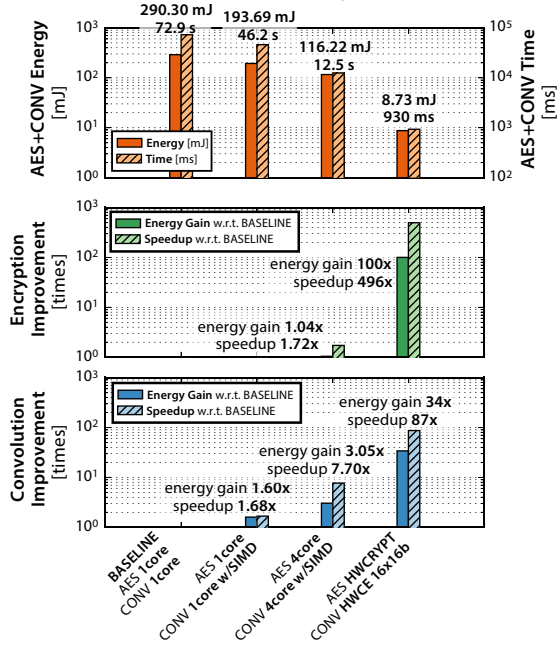 290.30 mJ
72.9 s
193.69 mJ
46.2 s
116.22 mJ
12.5 s
8.73 mJ
930 ms
AES+CONV Energy
[mJ]
10³
10²
10¹
10⁰
AES+CONV Time
[ms]
10⁵
10⁴
10³
10²
Energy [mJ]
Time [ms]
Encryption
Improvement
[times]
10³
10²
10¹
10⁰
Energy Gain w.r.t. BASELINE
Speedup w.r.t. BASELINE
energy gain 100x
speedup 496x
energy gain 1.04x
speedup 1.72x
Convolution
Improvement
[times]
10³
10²
10¹
10⁰
Energy Gain w.r.t. BASELINE
Speedup w.r.t. BASELINE
energy gain 34x
speedup 87x
energy gain 3.05x
speedup 7.70x
energy gain 1.60x
speedup 1.68x
BASELINE
AES 1core
CONV 1core
AES 1core
CONV 1core w/SIMD
AES 4core
CONV 4core w/SIMD
AES HWCRYPT
CONV HWCE 16x16b